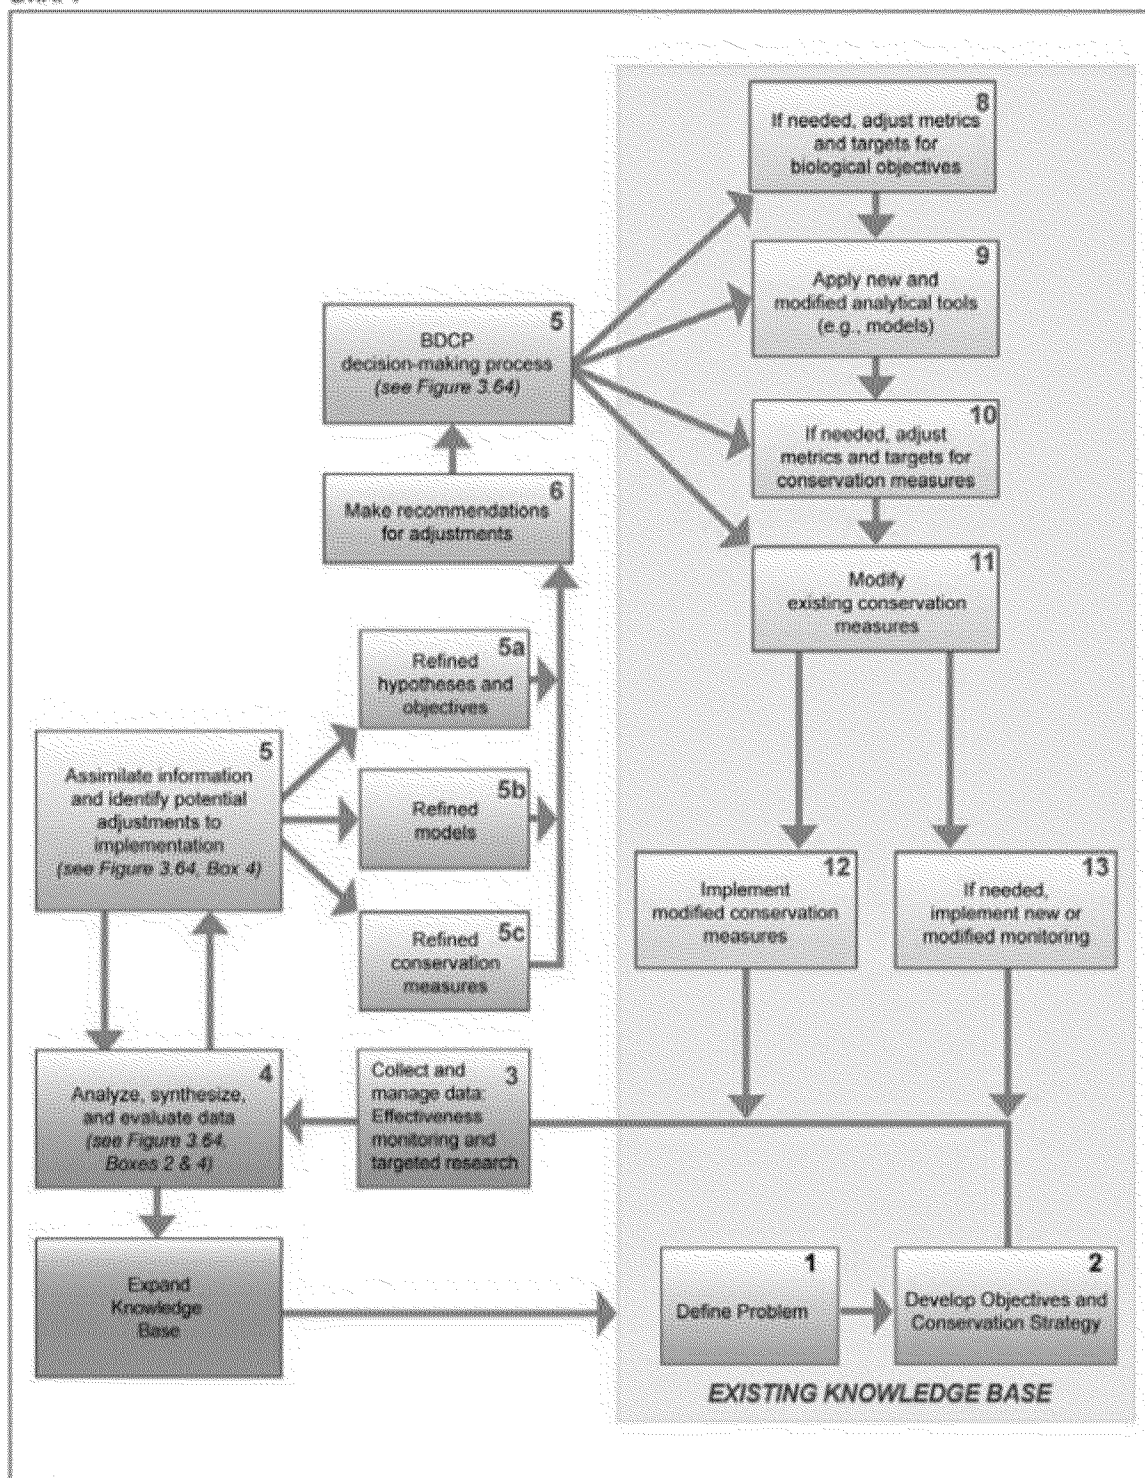 8
If needed, adjust metrics
and targets for
biological objectives
9
Apply new and
modified analytical tools
(e.g., models)
5
BDCP
decision-making process
(see Figure 3.64)
10
If needed, adjust
metrics and targets for
conservation measures
6
Make recommendations
for adjustments
11
Modify
existing conservation
measures
5a
Refined
hypotheses and
objectives
5
Assimilate information
and identify potential
adjustments to
implementation
(see Figure 3.64, Box 4)
5b
Refined
models
12
Implement
modified conservation
measures
13
If needed,
implement new or
modified monitoring
5c
Refined
conservation
measures
4
Analyze, synthesize,
and evaluate data
(see Figure 3.64,
Boxes 2 & 4)
3
Collect and
manage data:
Effectiveness
monitoring and
targeted research
Expand
Knowledge
Base
1
Define Problem
2
Develop Objectives and
Conservation Strategy
EXISTING KNOWLEDGE BASE